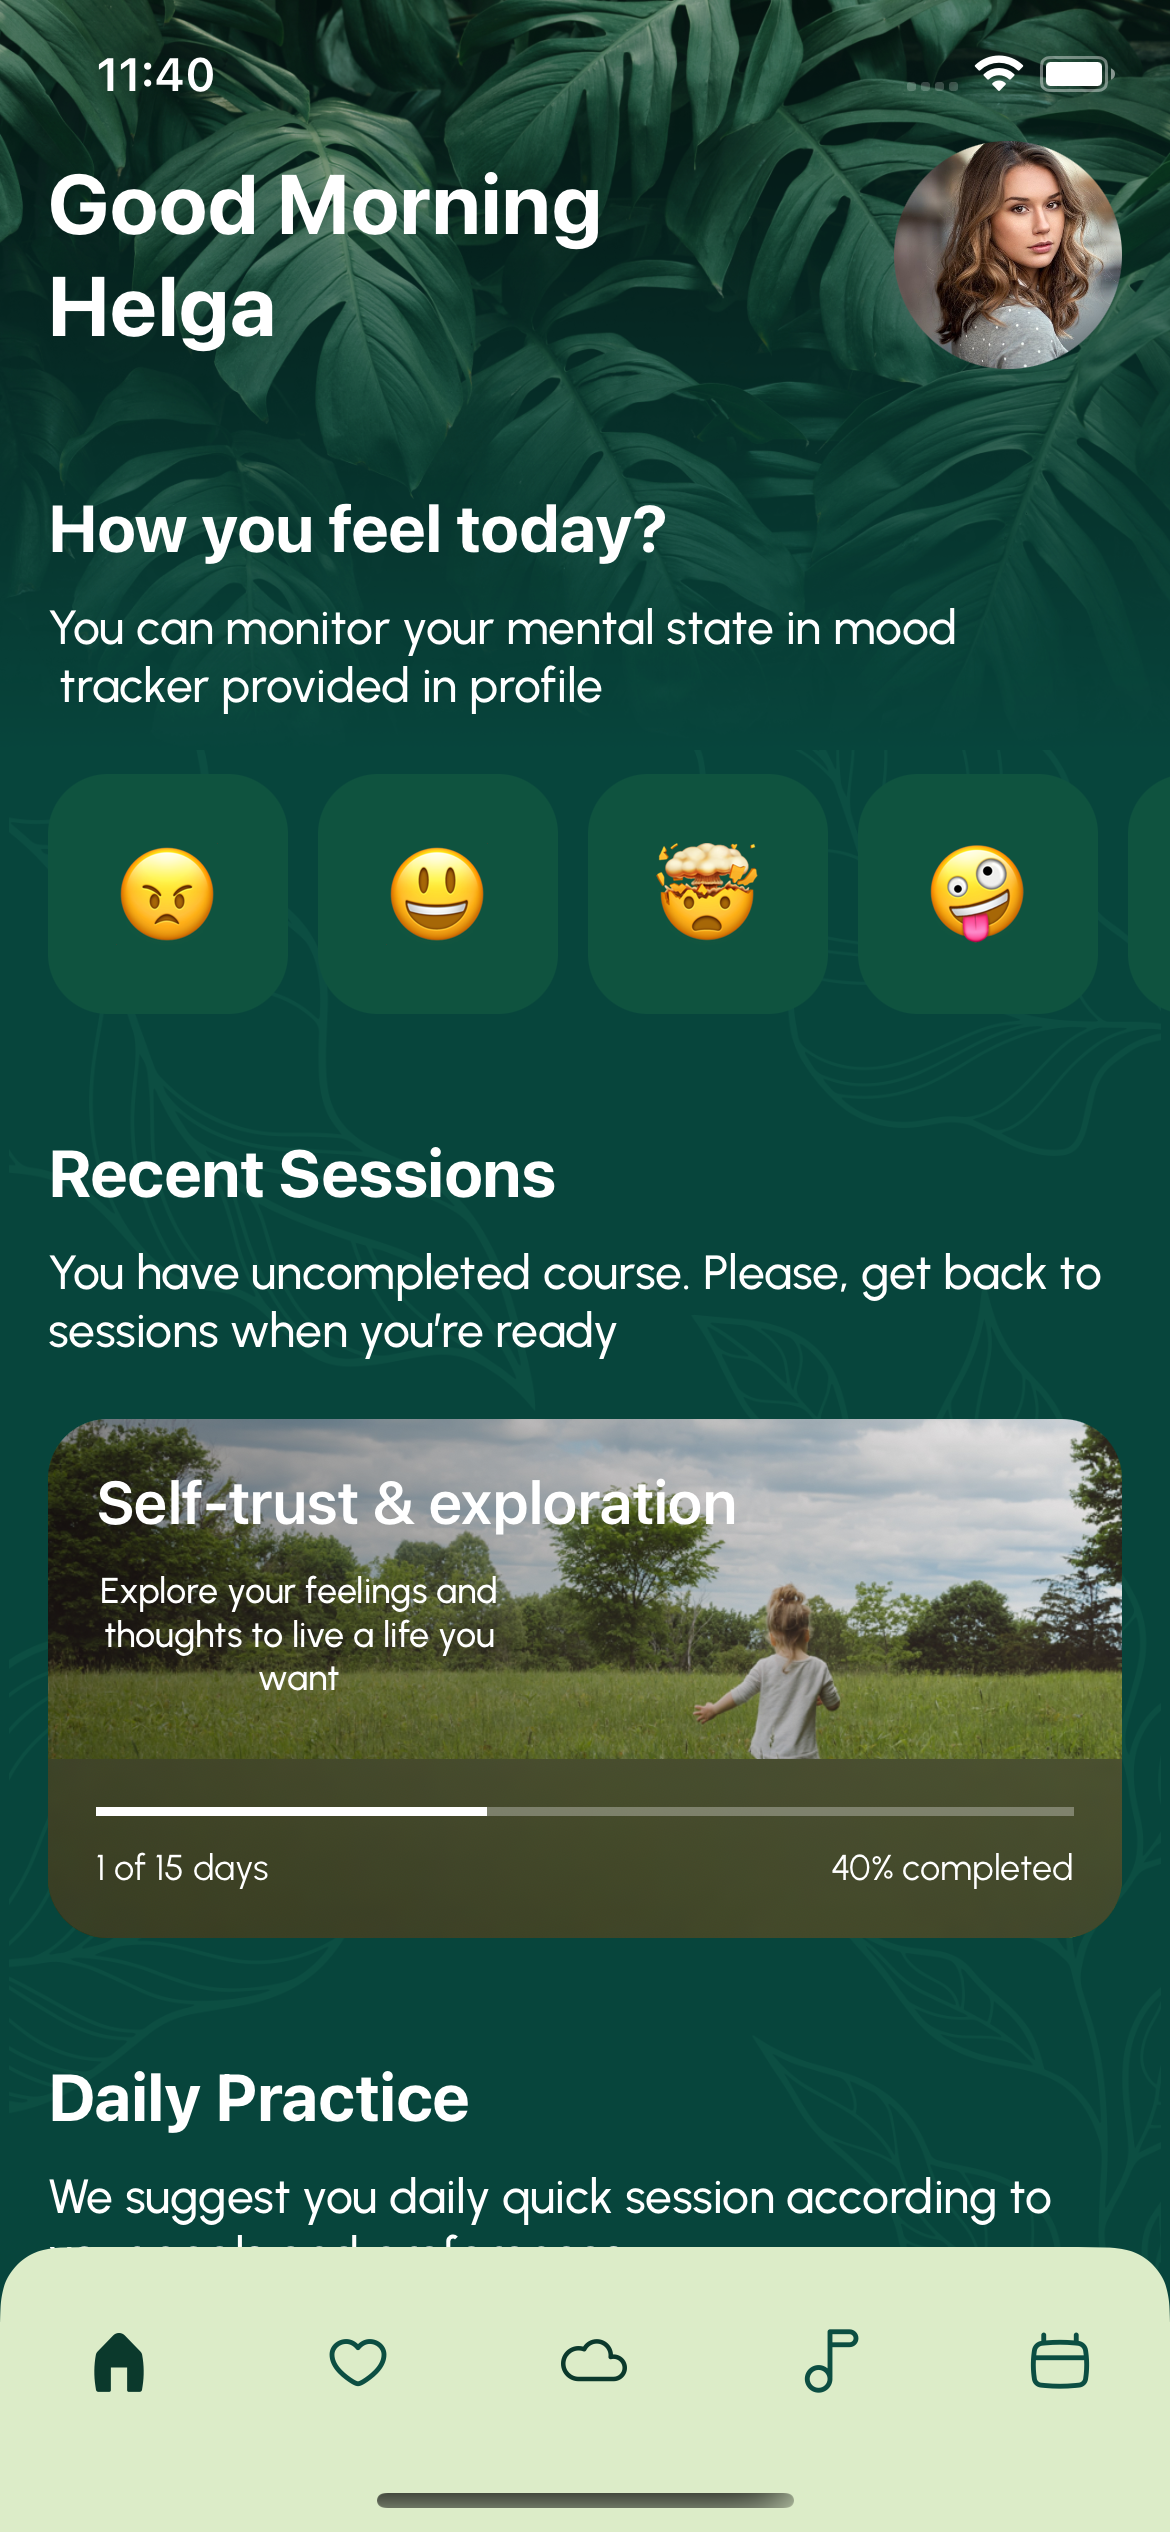 11:40
Good Morning
Helga
How you feel today?
You can monitor your mental state in mood
tracker provided in profile
Recent Sessions
You have uncompleted course. Please, get back to
sessions when you're ready
Self-trust & exploration
Explore your feelings and
thoughts to live a life you
want
1 of 15 days
40% completed
Daily Practice
We suggest you daily quick session according to